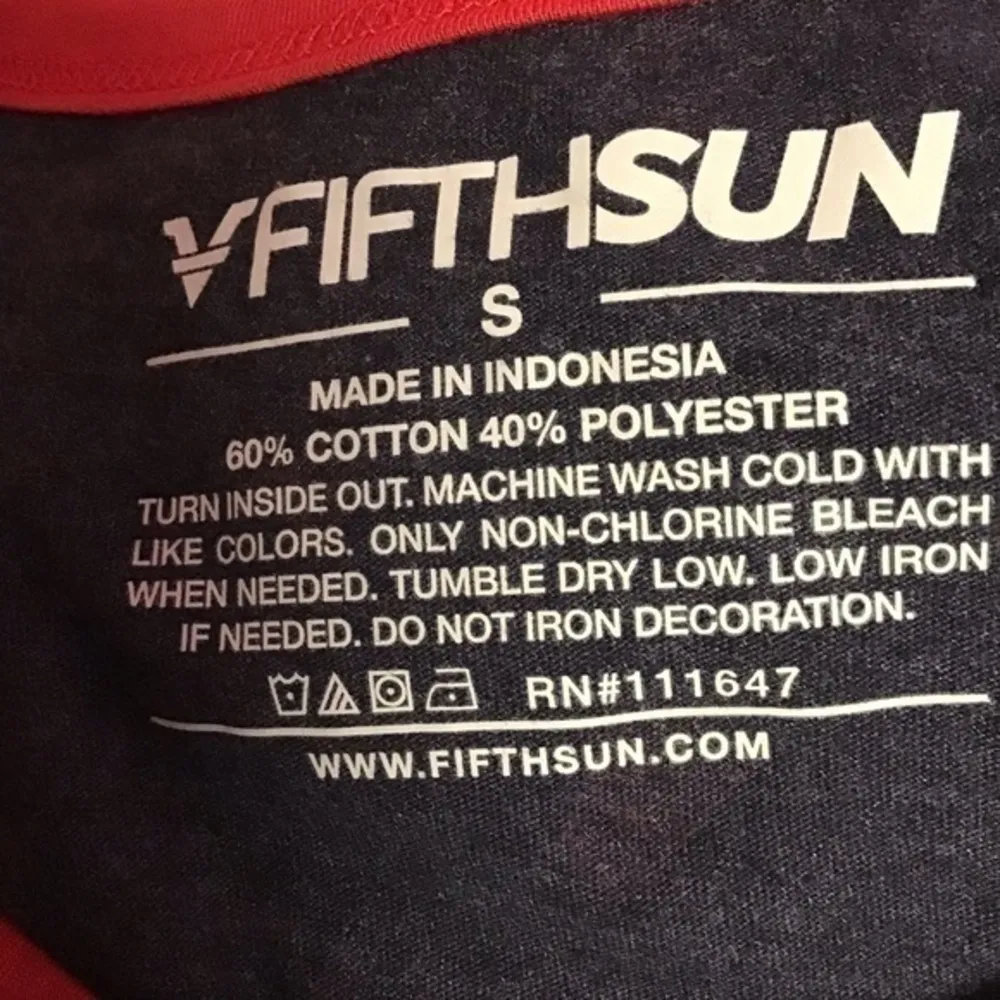 FIFTHSUN
S
MADE IN INDONESIA
60% COTTON 40% POLYESTER
TURN INSIDE OUT. MACHINE WASH COLD WITH
LIKE COLORS. ONLY NON-CHLORINE BLEACH
WHEN NEEDED. TUMBLE DRY LOW. LOW IRON
IF NEEDED. DO NOT IRON DECORATION.
RN#111647
WWW.FIFTHSUN.COM